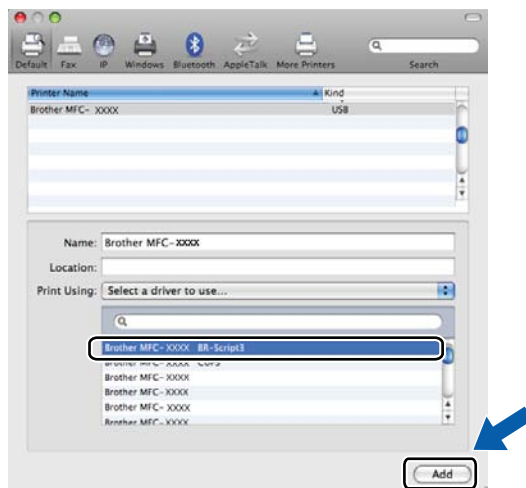 Default Fax IP Windows Bluetooth AppleTalk More Printers Search
Printer Name Kind
Brother MFC- XXXX USB
Name: Brother MFC-XXXX
Location:
Print Using: Select a driver to use...
Brother MFC- XXXX BR-Script3
Brother MFC- XXXX CUPS
Brother MFC- XXXX
Brother MFC- XXXX
Brother MFC- XXXX
Brother MFC- XXXX
Add